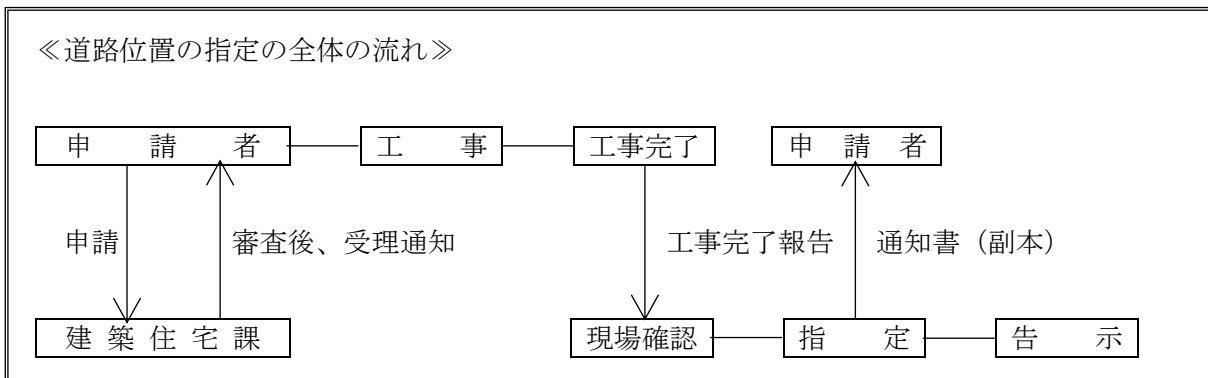 ≪道路位置の指定の全体の流れ≫
申請者 工事 工事完了 申請者
申請 審査後、受理通知 工事完了報告 通知書（副本）
建築住宅課 現場確認 指定 告示